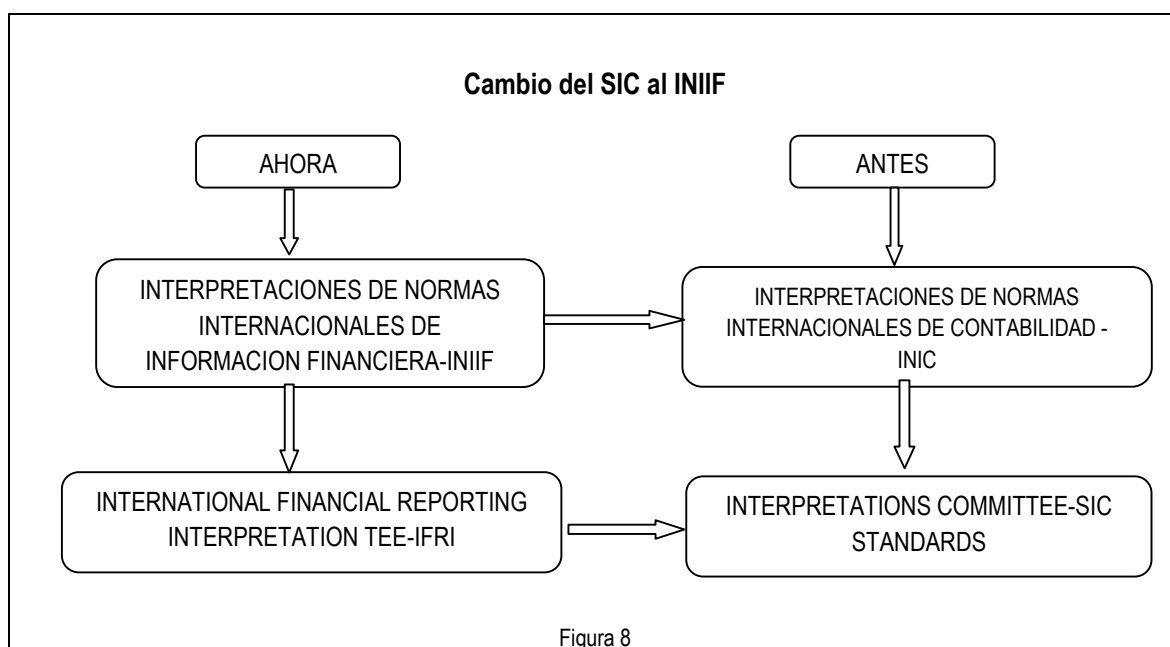 Cambio del SIC al INIIF
AHORA
ANTES
INTERPRETACIONES DE NORMAS
INTERNACIONALES DE
INFORMACION FINANCIERA-INIIF
INTERPRETACIONES DE NORMAS
INTERNACIONALES DE CONTABILIDAD -
INIC
INTERNATIONAL FINANCIAL REPORTING
INTERPRETATION TEE-IFRI
INTERPRETATIONS COMMITTEE-SIC
STANDARDS
Figura 8